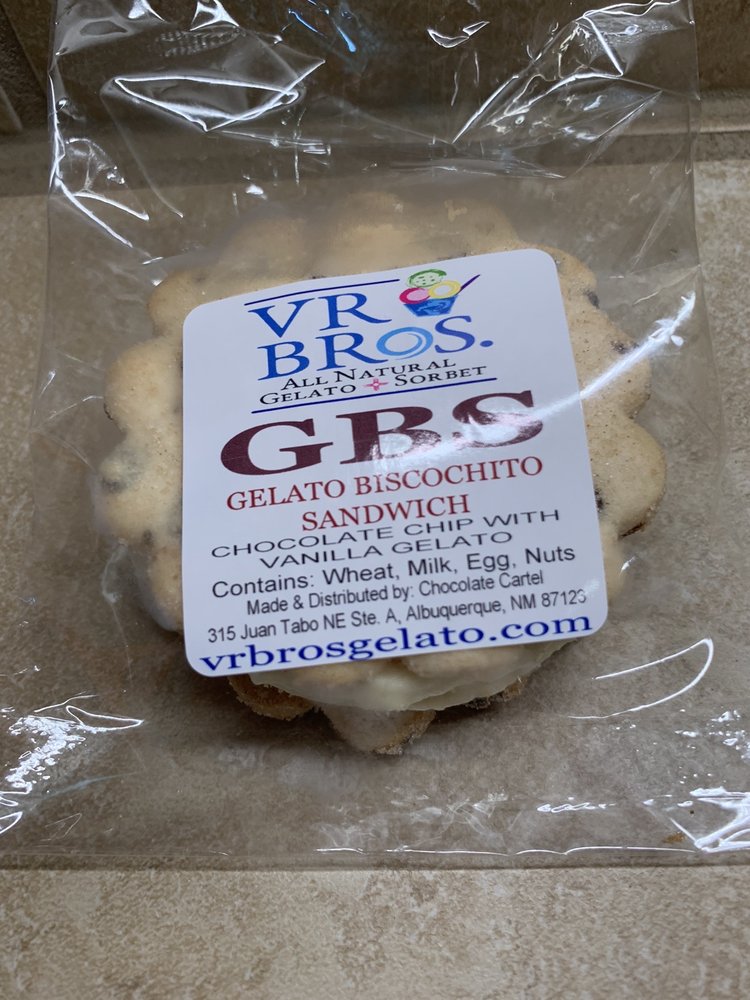 VR
BROS.
ALL NATURAL
GELATO SORBET
GBS
GELATO BISCOCHITO
SANDWICH
CHOCOLATE CHIP WITH
VANILLA GELATO
Contains: Wheat, Milk, Egg, Nuts
Made & Distributed by: Chocolate Cartel
315 Juan Tabo NE Ste. A, Albuquerque, NM 87123
vrbrosgelato.com